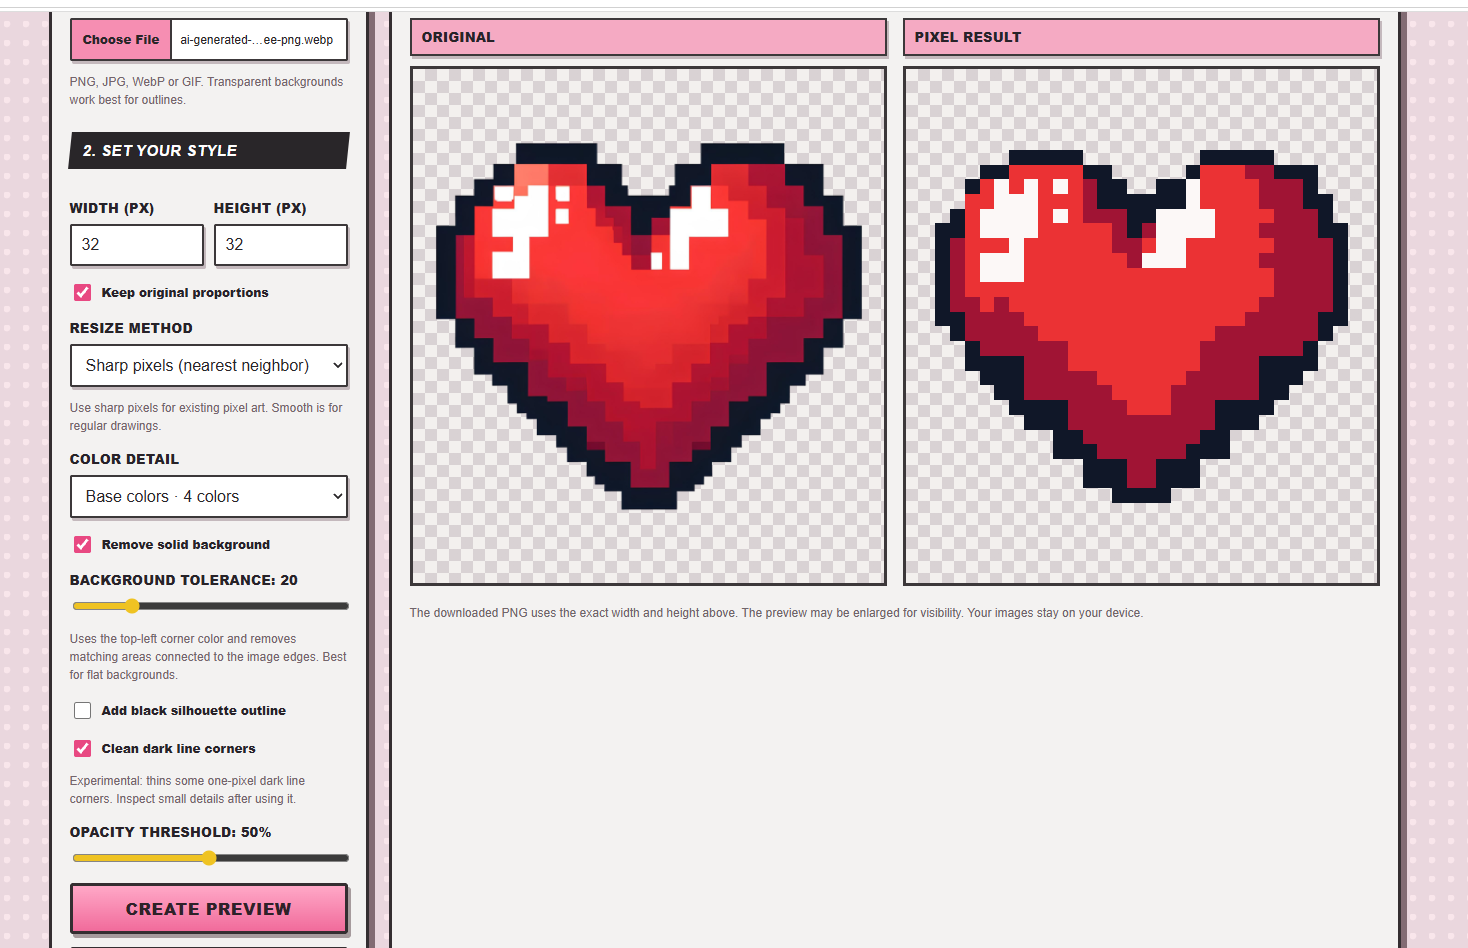 Choose File ai-generated-...ee-png.webp
PNG, JPG, WebP or GIF. Transparent backgrounds
work best for outlines.
2. SET YOUR STYLE
WIDTH (PX) HEIGHT (PX)
32 32
Keep original proportions
RESIZE METHOD
Sharp pixels (nearest neighbor)
Use sharp pixels for existing pixel art. Smooth is for
regular drawings.
COLOR DETAIL
Base colors · 4 colors
Remove solid background
BACKGROUND TOLERANCE: 20
Uses the top-left corner color and removes
matching areas connected to the image edges. Best
for flat backgrounds.
Add black silhouette outline
Clean dark line corners
Experimental: thins some one-pixel dark line
corners. Inspect small details after using it.
OPACITY THRESHOLD: 50%
CREATE PREVIEW
ORIGINAL
PIXEL RESULT
The downloaded PNG uses the exact width and height above. The preview may be enlarged for visibility. Your images stay on your device.